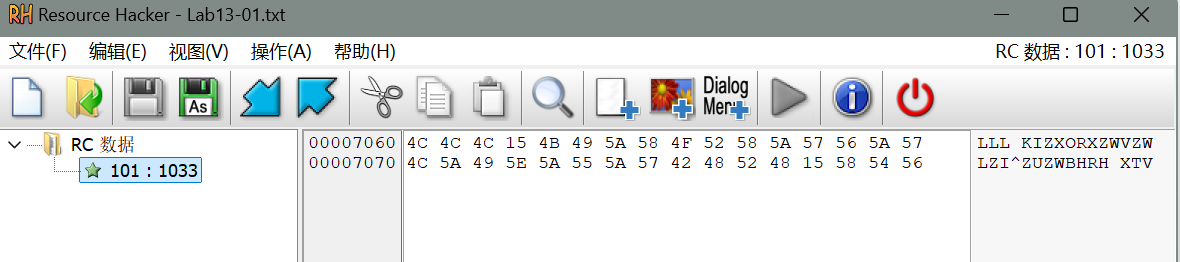 Resource Hacker - Lab13-01.txt
文件(F) 编辑(E) 视图(V) 操作(A) 帮助(H) RC 数据 : 101 : 1033
As Dialog
Menu
RC 数据
101 : 1033
00007060 4C 4C 4C 15 4B 49 5A 58 4F 52 58 5A 57 56 5A 57 LLL KIZXORXZWVZW
00007070 4C 5A 49 5E 5A 55 5A 57 42 48 52 48 15 58 54 56 LZI^ZUZWBHRH XTV